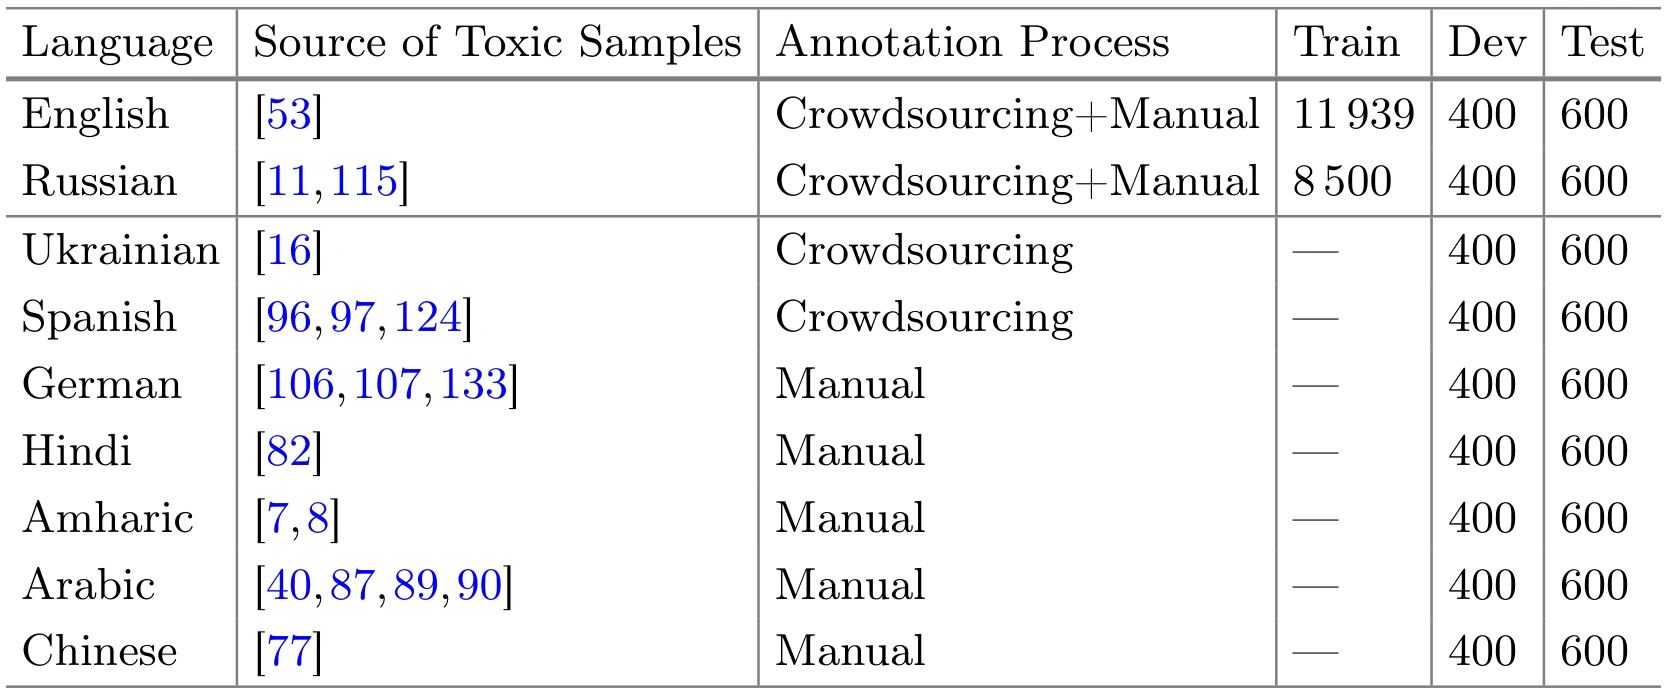 Language Source of Toxic Samples Annotation Process Train Dev Test
English [53] Crowdsourcing+Manual 11 939 400 600
Russian [11,115] Crowdsourcing+Manual 8 500 400 600
Ukrainian [16] Crowdsourcing — 400 600
Spanish [96,97,124] Crowdsourcing — 400 600
German [106,107,133] Manual — 400 600
Hindi [82] Manual — 400 600
Amharic [7,8] Manual — 400 600
Arabic [40,87,89,90] Manual — 400 600
Chinese [77] Manual — 400 600